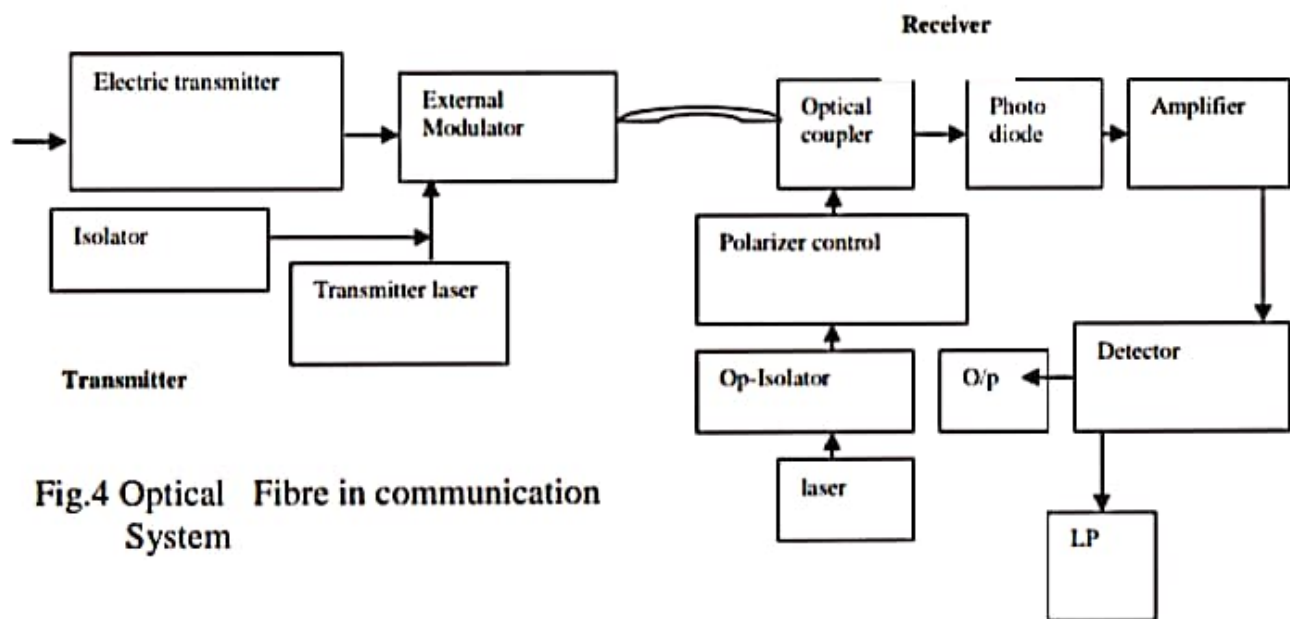 Receiver
Electric transmitter
External
Modulator
Optical
coupler
Photo
diode
Amplifier
Isolator
Transmitter laser
Polarizer control
Transmitter
Op-Isolator
O/p
Detector
laser
LP
Fig.4 Optical Fibre in communication
System